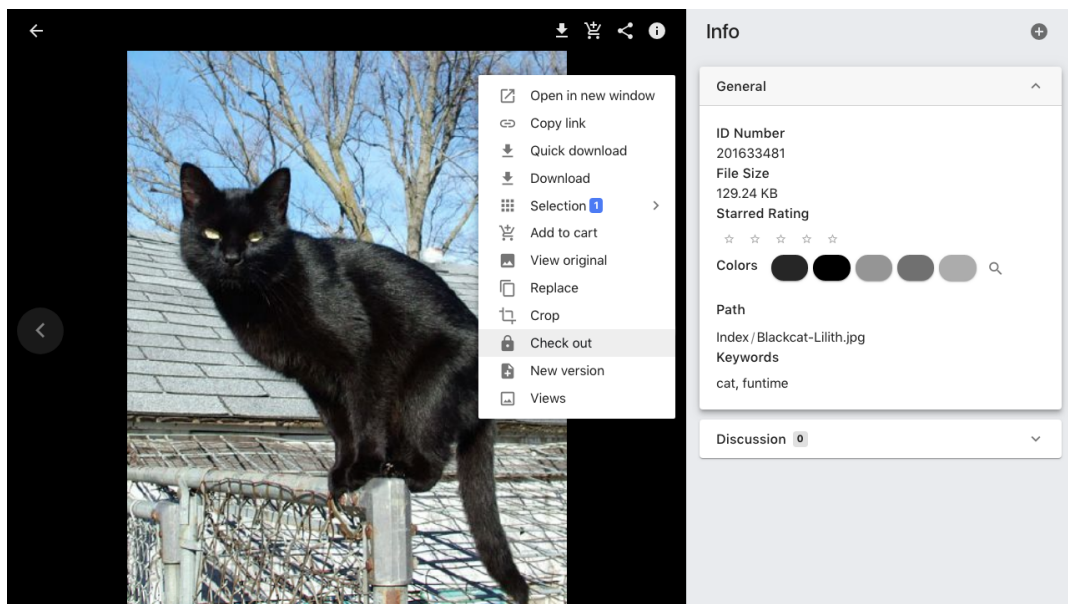 Info
Open in new window
Copy link
Quick download
Download
Selection 1
Add to cart
View original
Replace
Crop
Check out
New version
Views
General
ID Number
201633481
File Size
129.24 KB
Starred Rating
Colors
Path
Index/Blackcat-Lilith.jpg
Keywords
cat, funtime
Discussion 0